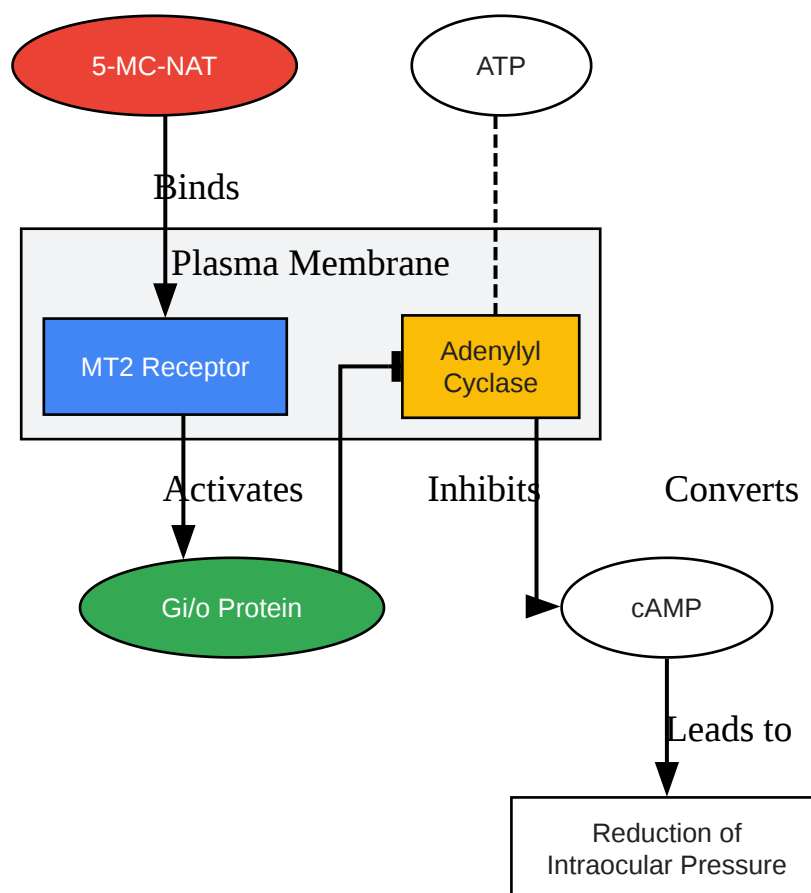 5-MC-NAT
ATP
Binds
Plasma Membrane
MT2 Receptor
Adenylyl
Cyclase
Activates
Inhibits
Converts
Gi/o Protein
cAMP
Leads to
Reduction of
Intraocular Pressure